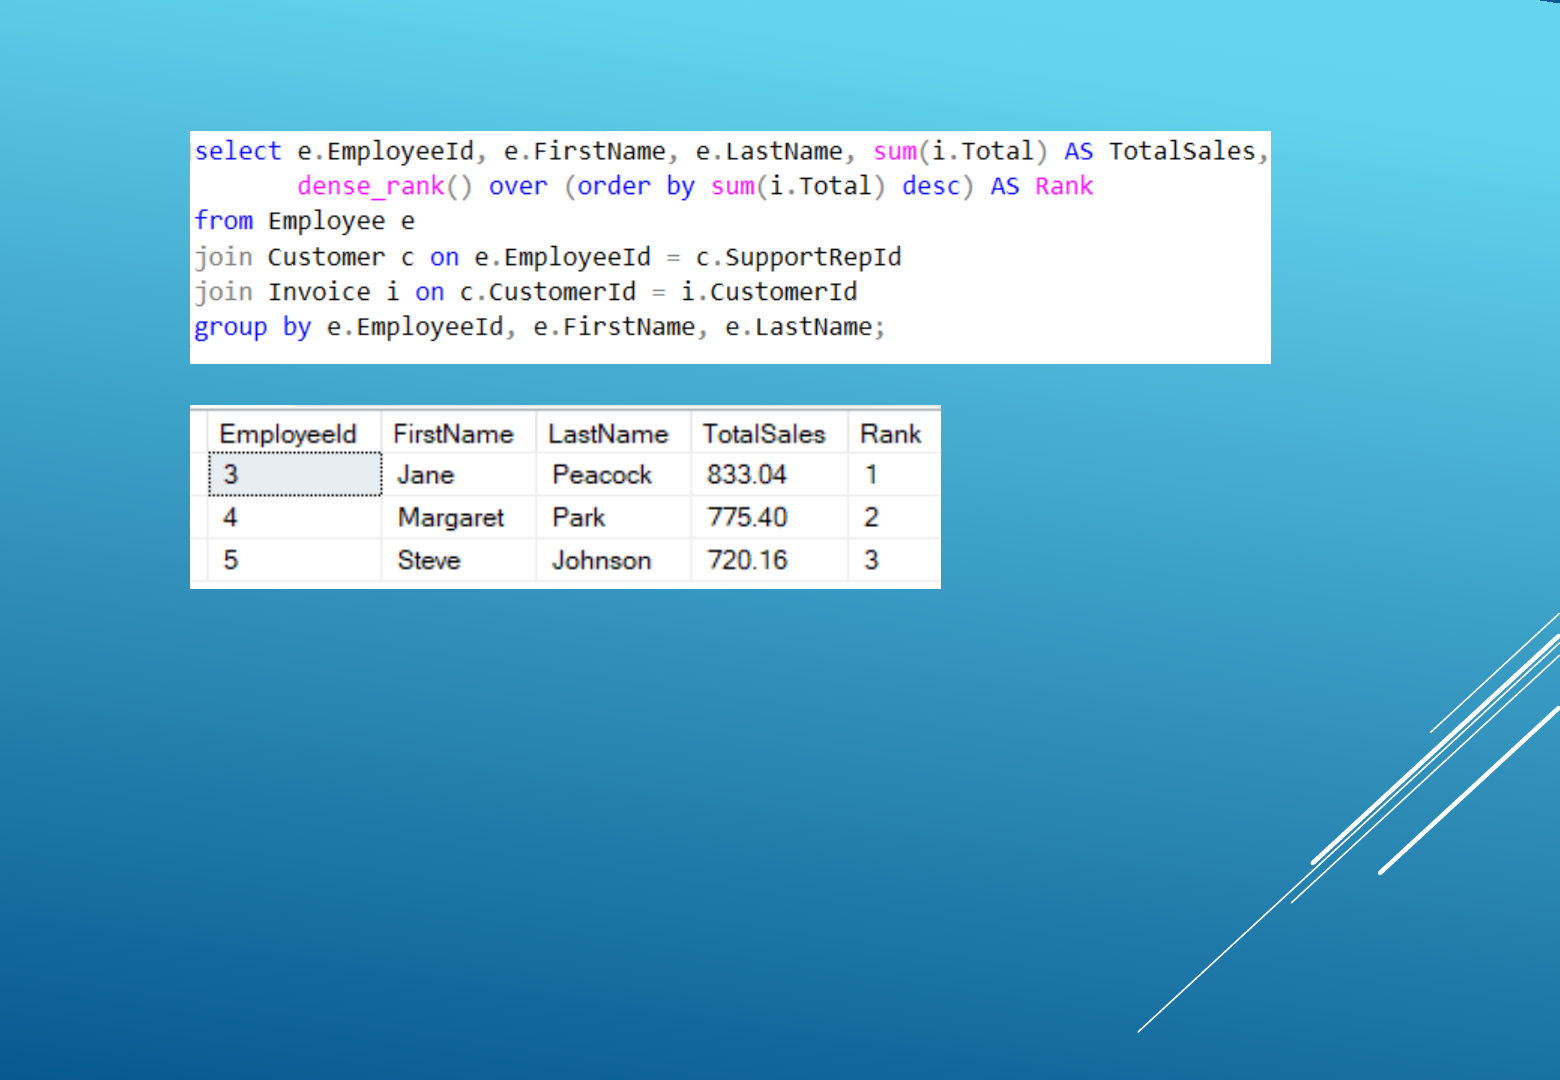 select e.EmployeeId, e.FirstName, e.LastName, sum(i.Total) AS TotalSales,
dense_rank() over (order by sum(i.Total) desc) AS Rank
from Employee e
join Customer c on e.EmployeeId = c.SupportRepId
join Invoice i on c.CustomerId = i.CustomerId
group by e.EmployeeId, e.FirstName, e.LastName;
EmployeeId FirstName LastName TotalSales Rank
3 Jane Peacock 833.04 1
4 Margaret Park 775.40 2
5 Steve Johnson 720.16 3